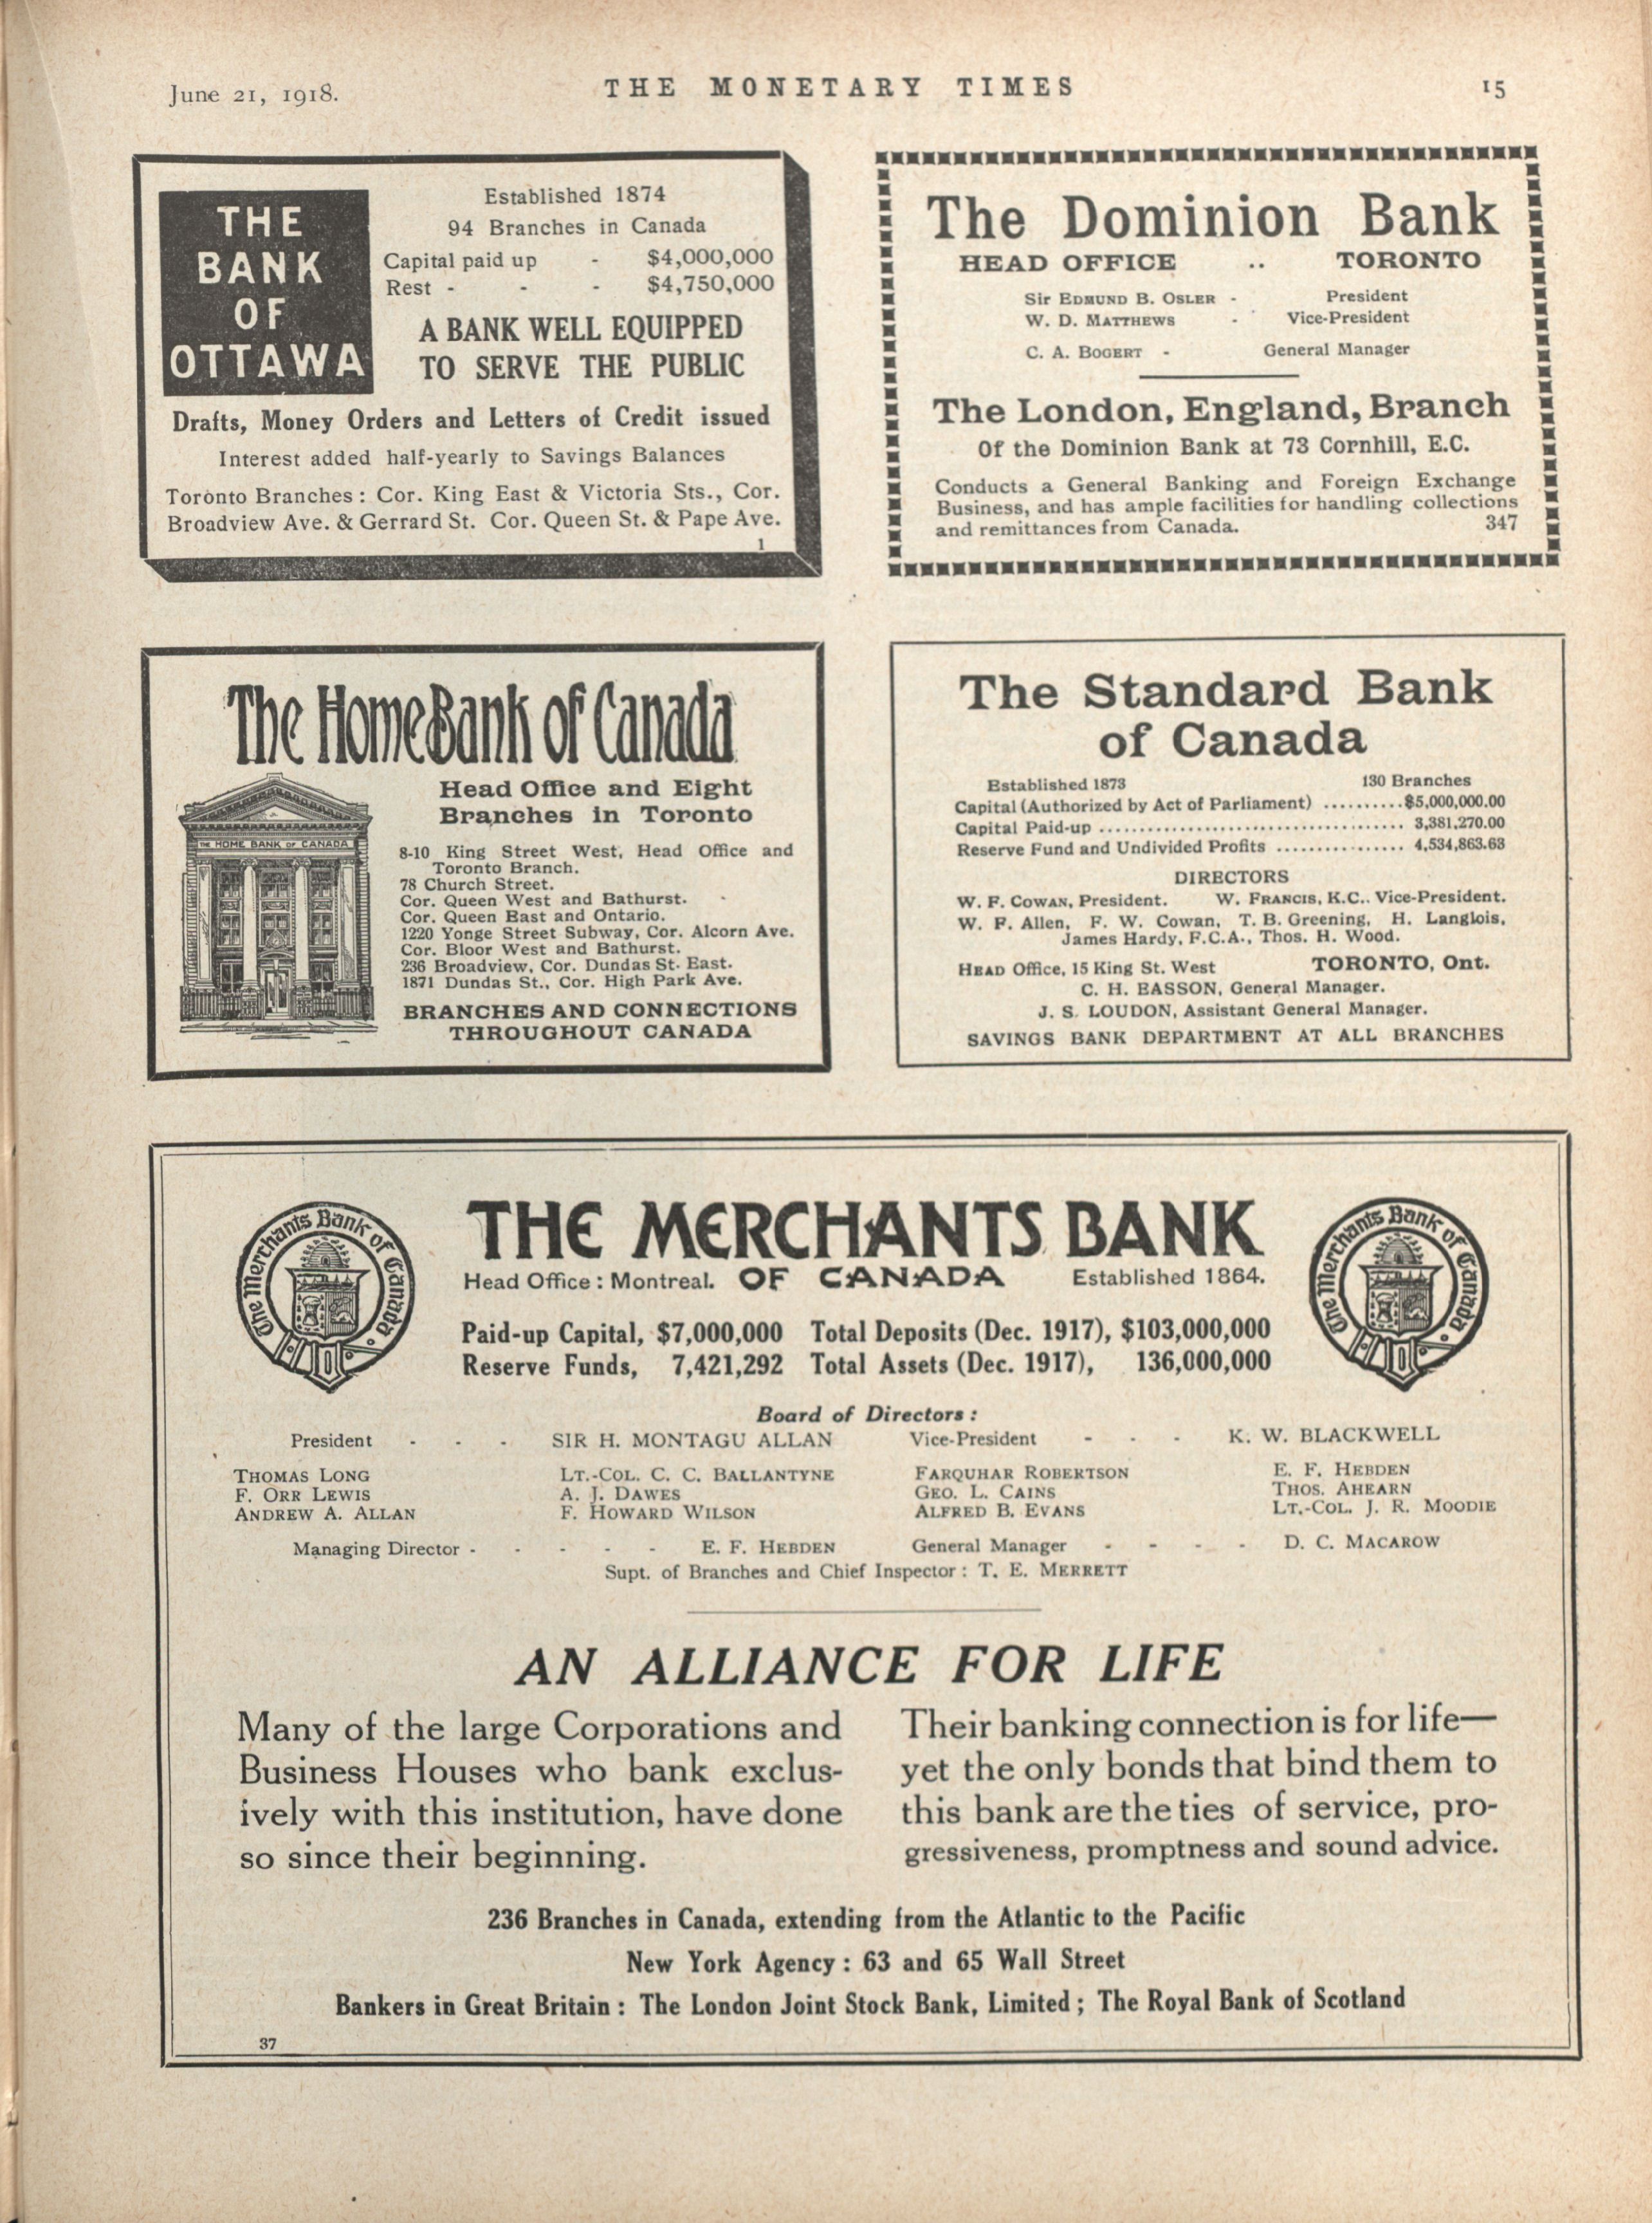 June 21, 1918.
THE MONETARY TIMES
15
THE
BANK
OF
OTTAWA
Established 1874
94 Branches in Canada
Capital paid up - $4,000,000
Rest - - - $4,750,000
A BANK WELL EQUIPPED
TO SERVE THE PUBLIC
Drafts, Money Orders and Letters of Credit issued
Interest added half-yearly to Savings Balances
Toronto Branches: Cor. King East & Victoria Sts., Cor.
Broadview Ave. & Gerrard St. Cor. Queen St. & Pape Ave.
1
The Dominion Bank
HEAD OFFICE .. TORONTO
Sir EDMUND B. OSLER - President
W. D. MATTHEWS - Vice-President
C. A. BOGERT - General Manager
The London, England, Branch
Of the Dominion Bank at 73 Cornhill, E.C.
Conducts a General Banking and Foreign Exchange
Business, and has ample facilities for handling collections
and remittances from Canada. 347
The Home Bank of Canada
THE HOME BANK OF CANADA
Head Office and Eight
Branches in Toronto
8-10 King Street West, Head Office and
Toronto Branch.
78 Church Street.
Cor. Queen West and Bathurst.
Cor. Queen East and Ontario.
1220 Yonge Street Subway, Cor. Alcorn Ave.
Cor. Bloor West and Bathurst.
236 Broadview, Cor. Dundas St. East.
1871 Dundas St., Cor. High Park Ave.
BRANCHES AND CONNECTIONS
THROUGHOUT CANADA
The Standard Bank
of Canada
Established 1873 130 Branches
Capital (Authorized by Act of Parliament) ..........$5,000,000.00
Capital Paid-up ...................................... 3,381,270.00
Reserve Fund and Undivided Profits ................ 4,534,863.63
DIRECTORS
W. F. COWAN, President. W. FRANCIS, K.C., Vice-President.
W. F. Allen, F. W. Cowan, T. B. Greening, H. Langlois,
James Hardy, F.C.A., Thos. H. Wood.
HEAD Office, 15 King St. West TORONTO, Ont.
C. H. EASSON, General Manager.
J. S. LOUDON, Assistant General Manager.
SAVINGS BANK DEPARTMENT AT ALL BRANCHES
The Merchants Bank of Canada
THE MERCHANTS BANK
Head Office: Montreal. OF CANADA Established 1864.
The Merchants Bank of Canada
Paid-up Capital, $7,000,000 Total Deposits (Dec. 1917), $103,000,000
Reserve Funds, 7,421,292 Total Assets (Dec. 1917), 136,000,000
Board of Directors:
President - - - SIR H. MONTAGU ALLAN Vice-President - - - K. W. BLACKWELL
THOMAS LONG LT.-COL. C. C. BALLANTYNE FARQUHAR ROBERTSON E. F. HEBDEN
F. ORR LEWIS A. J. DAWES GEO. L. CAINS THOS. AHEARN
ANDREW A. ALLAN F. HOWARD WILSON ALFRED B. EVANS LT.-COL. J. R. MOODIE
Managing Director - - - - - E. F. HEBDEN General Manager - - - - D. C. MACAROW
Supt. of Branches and Chief Inspector: T. E. MERRETT
AN ALLIANCE FOR LIFE
Many of the large Corporations and
Business Houses who bank exclus-
ively with this institution, have done
so since their beginning.
Their banking connection is for life—
yet the only bonds that bind them to
this bank are the ties of service, pro-
gressiveness, promptness and sound advice.
236 Branches in Canada, extending from the Atlantic to the Pacific
New York Agency: 63 and 65 Wall Street
Bankers in Great Britain: The London Joint Stock Bank, Limited; The Royal Bank of Scotland
37